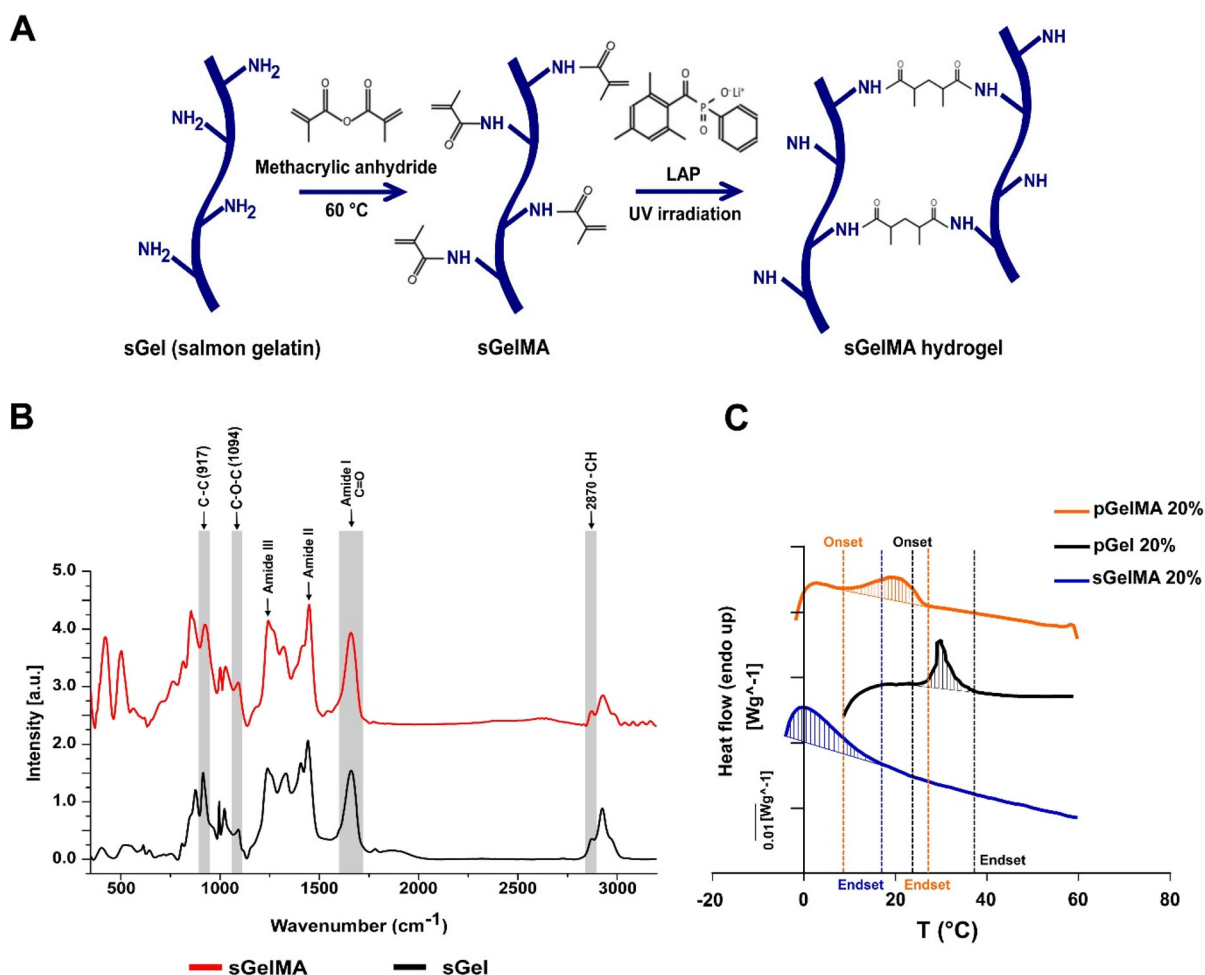 A
NH2
NH2
NH2
NH2
O
O
O
Methacrylic anhydride
60 °C
sGel (salmon gelatin)
O
NH
NH
O
NH
O
NH
O
sGelMA
O
O-Li+
P
O
LAP
UV irradiation
NH
O
O
NH
NH
NH
NH
O
O
NH
NH
NH
sGelMA hydrogel
B
C-C (917)
C-O-C (1094)
Amide I
C=O
2870 -CH
Amide III
Amide II
Intensity [a.u.]
5.0
4.0
3.0
2.0
1.0
0.0
500
1000
1500
2000
2500
3000
Wavenumber (cm-1)
sGelMA
sGel
C
pGelMA 20%
pGel 20%
sGelMA 20%
Onset
Onset
Heat flow (endo up)
[Wg^-1]
0.01 [Wg^-1]
Endset
Endset
Endset
-20
0
20
40
60
80
T (°C)